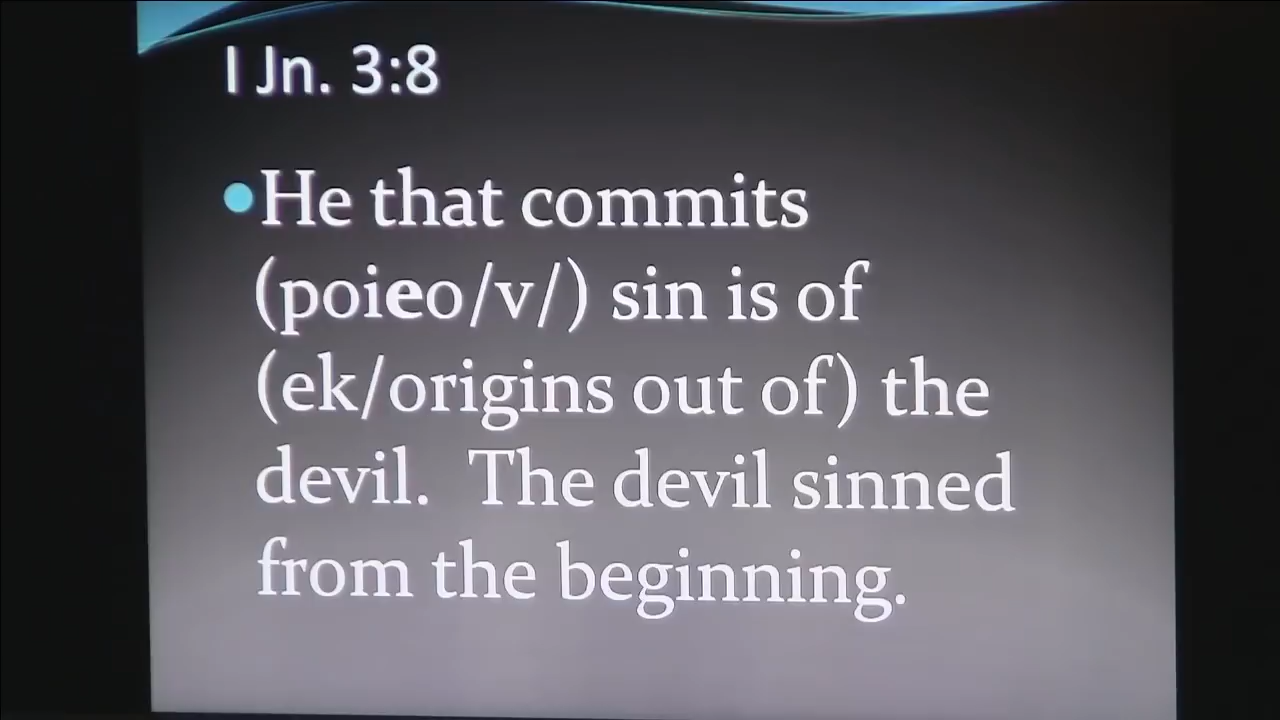 I Jn. 3:8
•He that commits
(poieo/v/) sin is of
(ek/origins out of) the
devil.  The devil sinned
from the beginning.